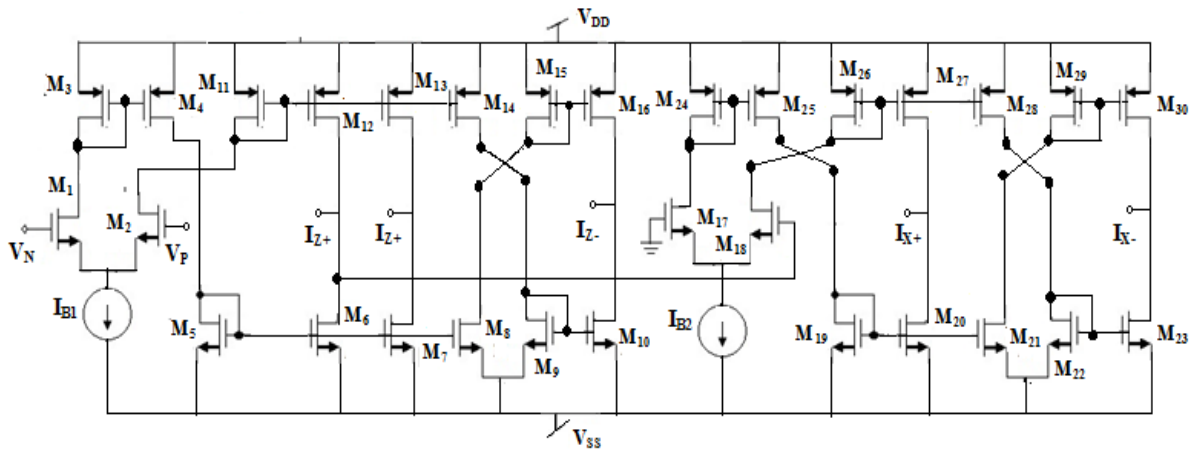 V_DD
M_3
M_4
M_11
M_12
M_13
M_14
M_15
M_16
M_24
M_25
M_26
M_27
M_28
M_29
M_30
M_1
M_2
V_N
V_P
I_Z+
I_Z+
I_Z-
M_17
M_18
I_X+
I_X-
I_B1
M_5
M_6
M_7
M_8
M_9
M_10
I_B2
M_19
M_20
M_21
M_22
M_23
V_SS